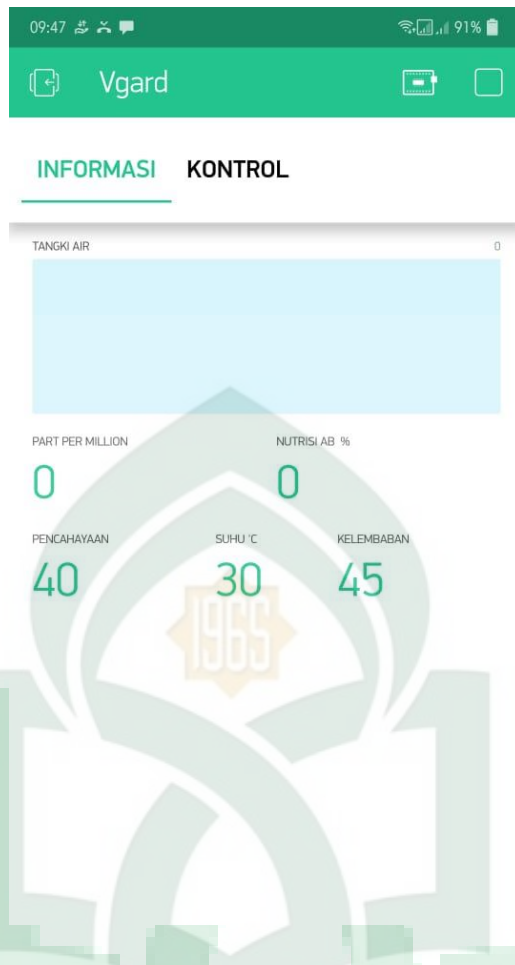 09:47 91%
Vgard
INFORMASI KONTROL
TANGKI AIR 0
PART PER MILLION NUTRISI AB %
0 0
PENCAHAYAAN SUHU °C KELEMBABAN
40 30 45
1965